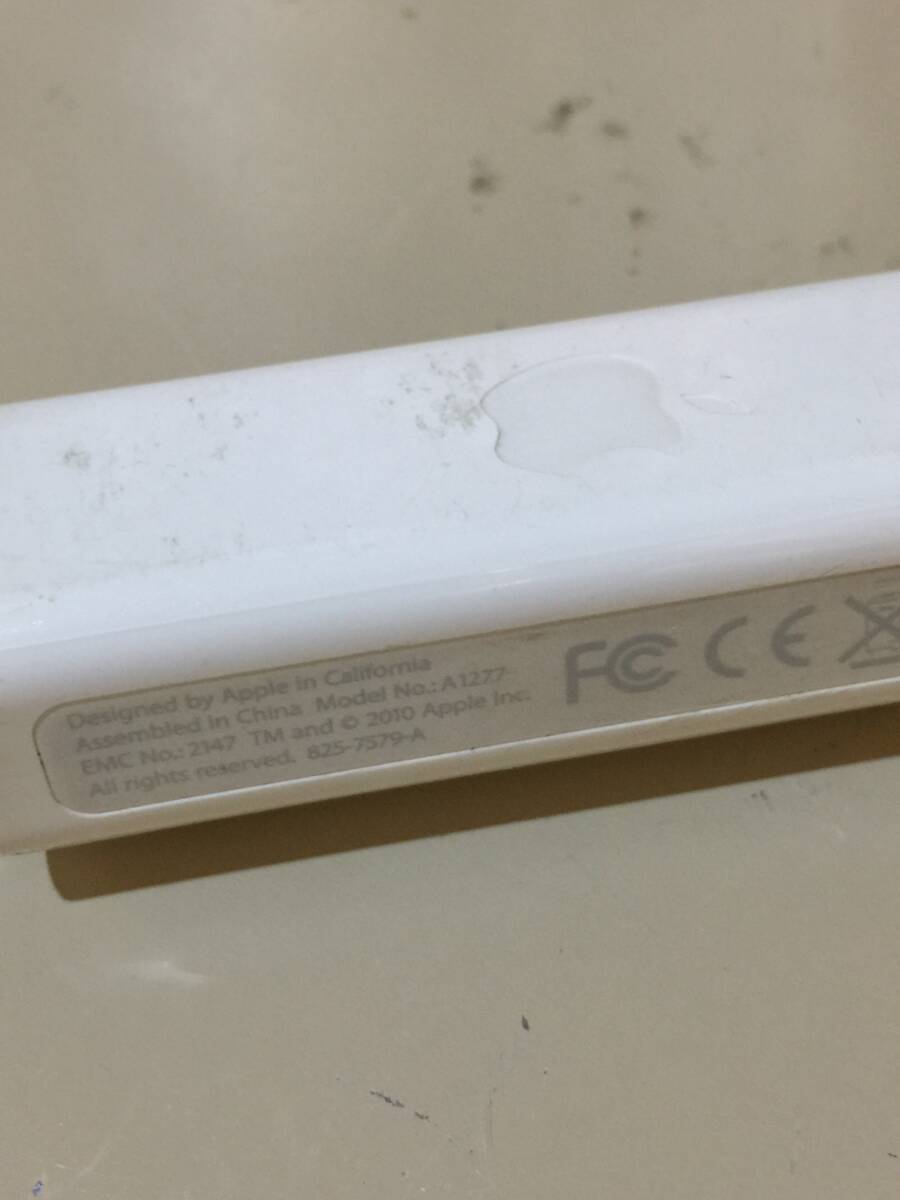 Designed by Apple in California
Assembled in China Model No.: A1277
EMC No.: 2147 TM and © 2010 Apple Inc.
All rights reserved. 825-7579-A
FC CE